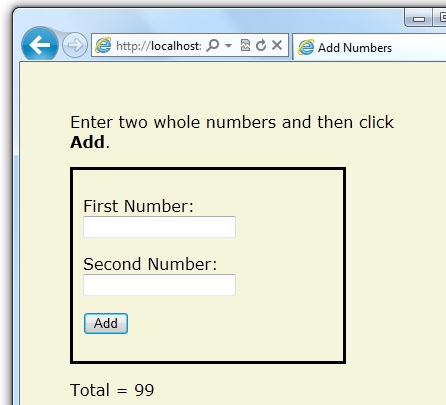 http://localhost:
Add Numbers
Enter two whole numbers and then click
Add.
First Number:
Second Number:
Add
Total = 99